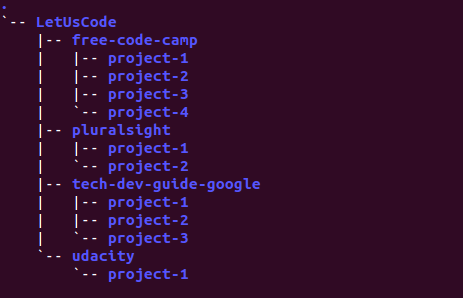 .
`-- LetUsCode
    |-- free-code-camp
    |   |-- project-1
    |   |-- project-2
    |   |-- project-3
    |   `-- project-4
    |-- pluralsight
    |   |-- project-1
    |   `-- project-2
    |-- tech-dev-guide-google
    |   |-- project-1
    |   |-- project-2
    |   `-- project-3
    `-- udacity
        `-- project-1